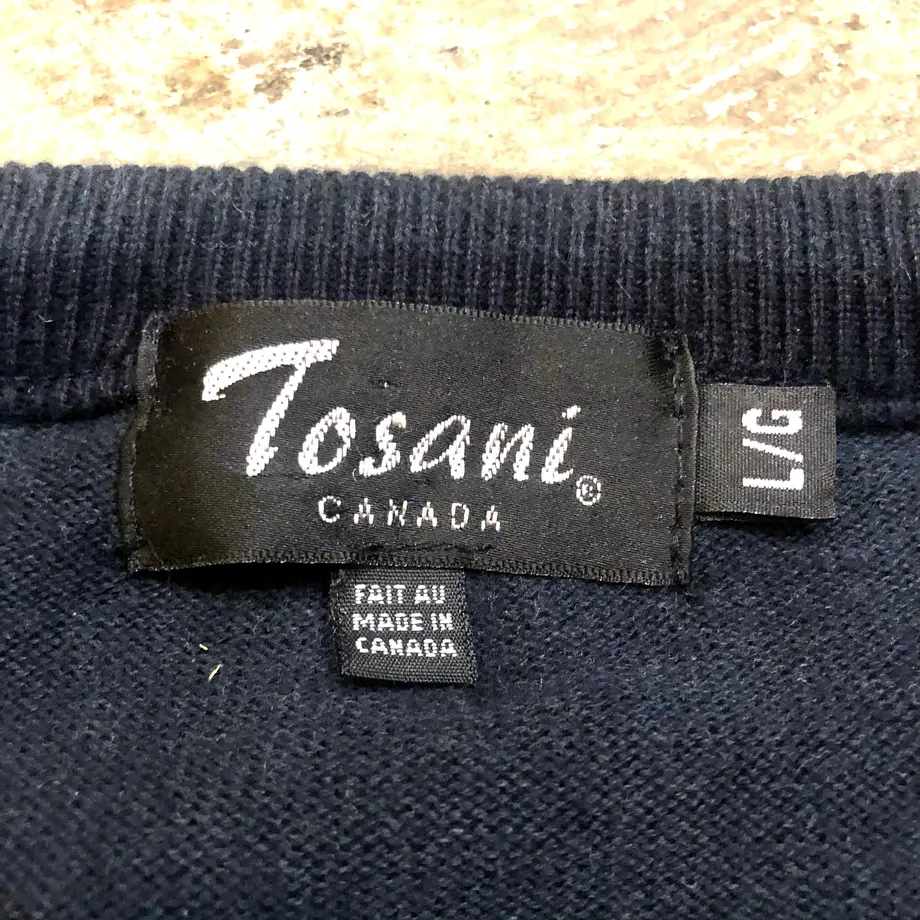 Tosani®
CANADA
L/G
FAIT AU
MADE IN
CANADA